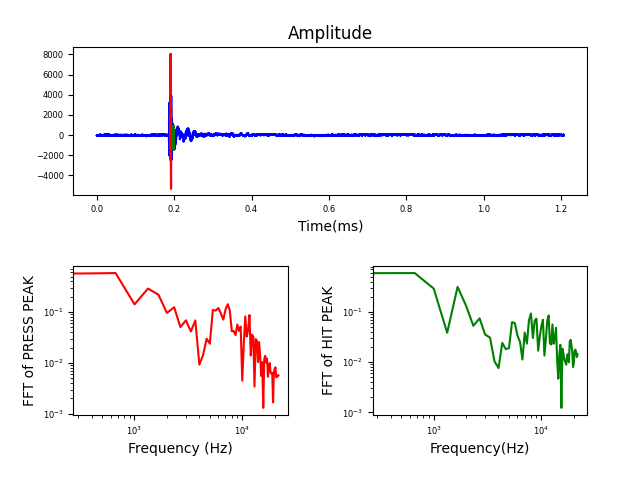 Amplitude
8000
6000
4000
2000
0
−2000
−4000
0.0 0.2 0.4 0.6 0.8 1.0 1.2
Time(ms)
FFT of PRESS PEAK
10⁻¹
10⁻²
10⁻³
10³ 10⁴
Frequency (Hz)
FFT of HIT PEAK
10⁻¹
10⁻²
10⁻³
10³ 10⁴
Frequency(Hz)